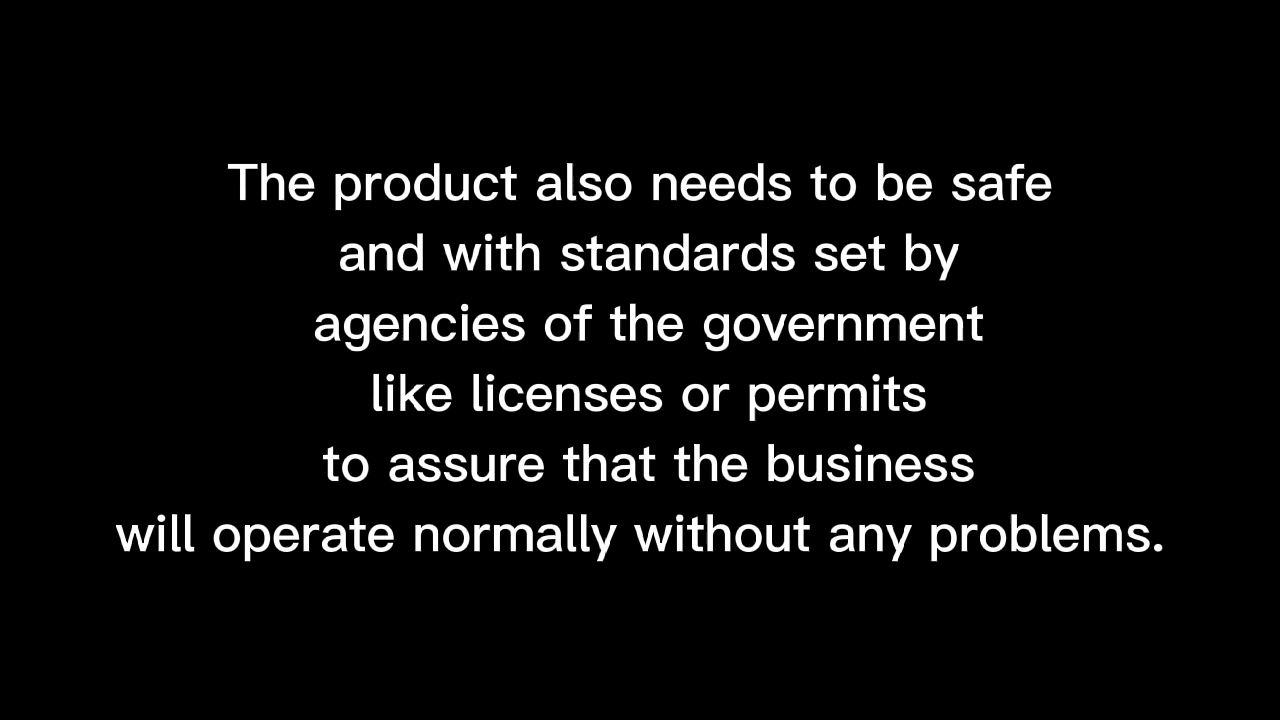 The product also needs to be safe
and with standards set by
agencies of the government
like licenses or permits
to assure that the business
will operate normally without any problems.